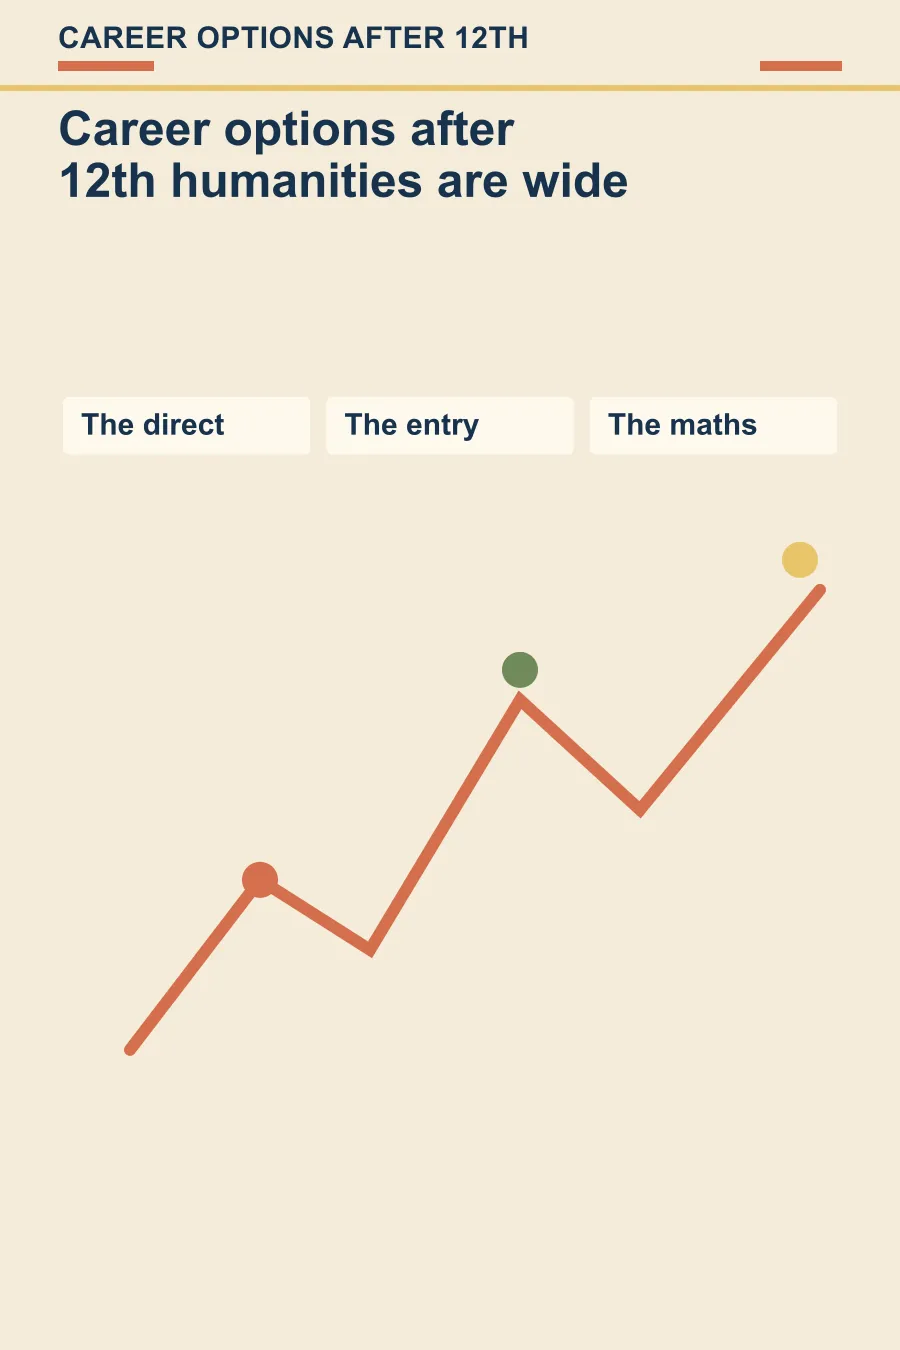 CAREER OPTIONS AFTER 12TH
Career options after
12th humanities are wide
The direct
The entry
The maths